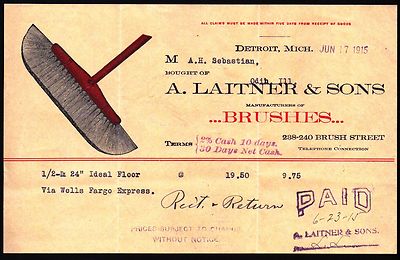 ALL CLAIMS MUST BE MADE WITHIN FIVE DAYS FROM RECEIPT OF GOODS
DETROIT, MICH. JUN 17 1915
M A.H. Sebastian,
Odin, Ill.
BOUGHT OF
A. LAITNER & SONS
MANUFACTURERS OF
...BRUSHES...
238-240 BRUSH STREET
TELEPHONE CONNECTION
TERMS { 2% Cash 10 days.
30 Days Net Cash.
1/2-M 24" Ideal Floor @ 19.50 9.75
Via Wells Fargo Express.
Rect. & Return
PRICES SUBJECT TO CHANGE
WITHOUT NOTICE
PAID
6-23-15
A. LAITNER & SONS.